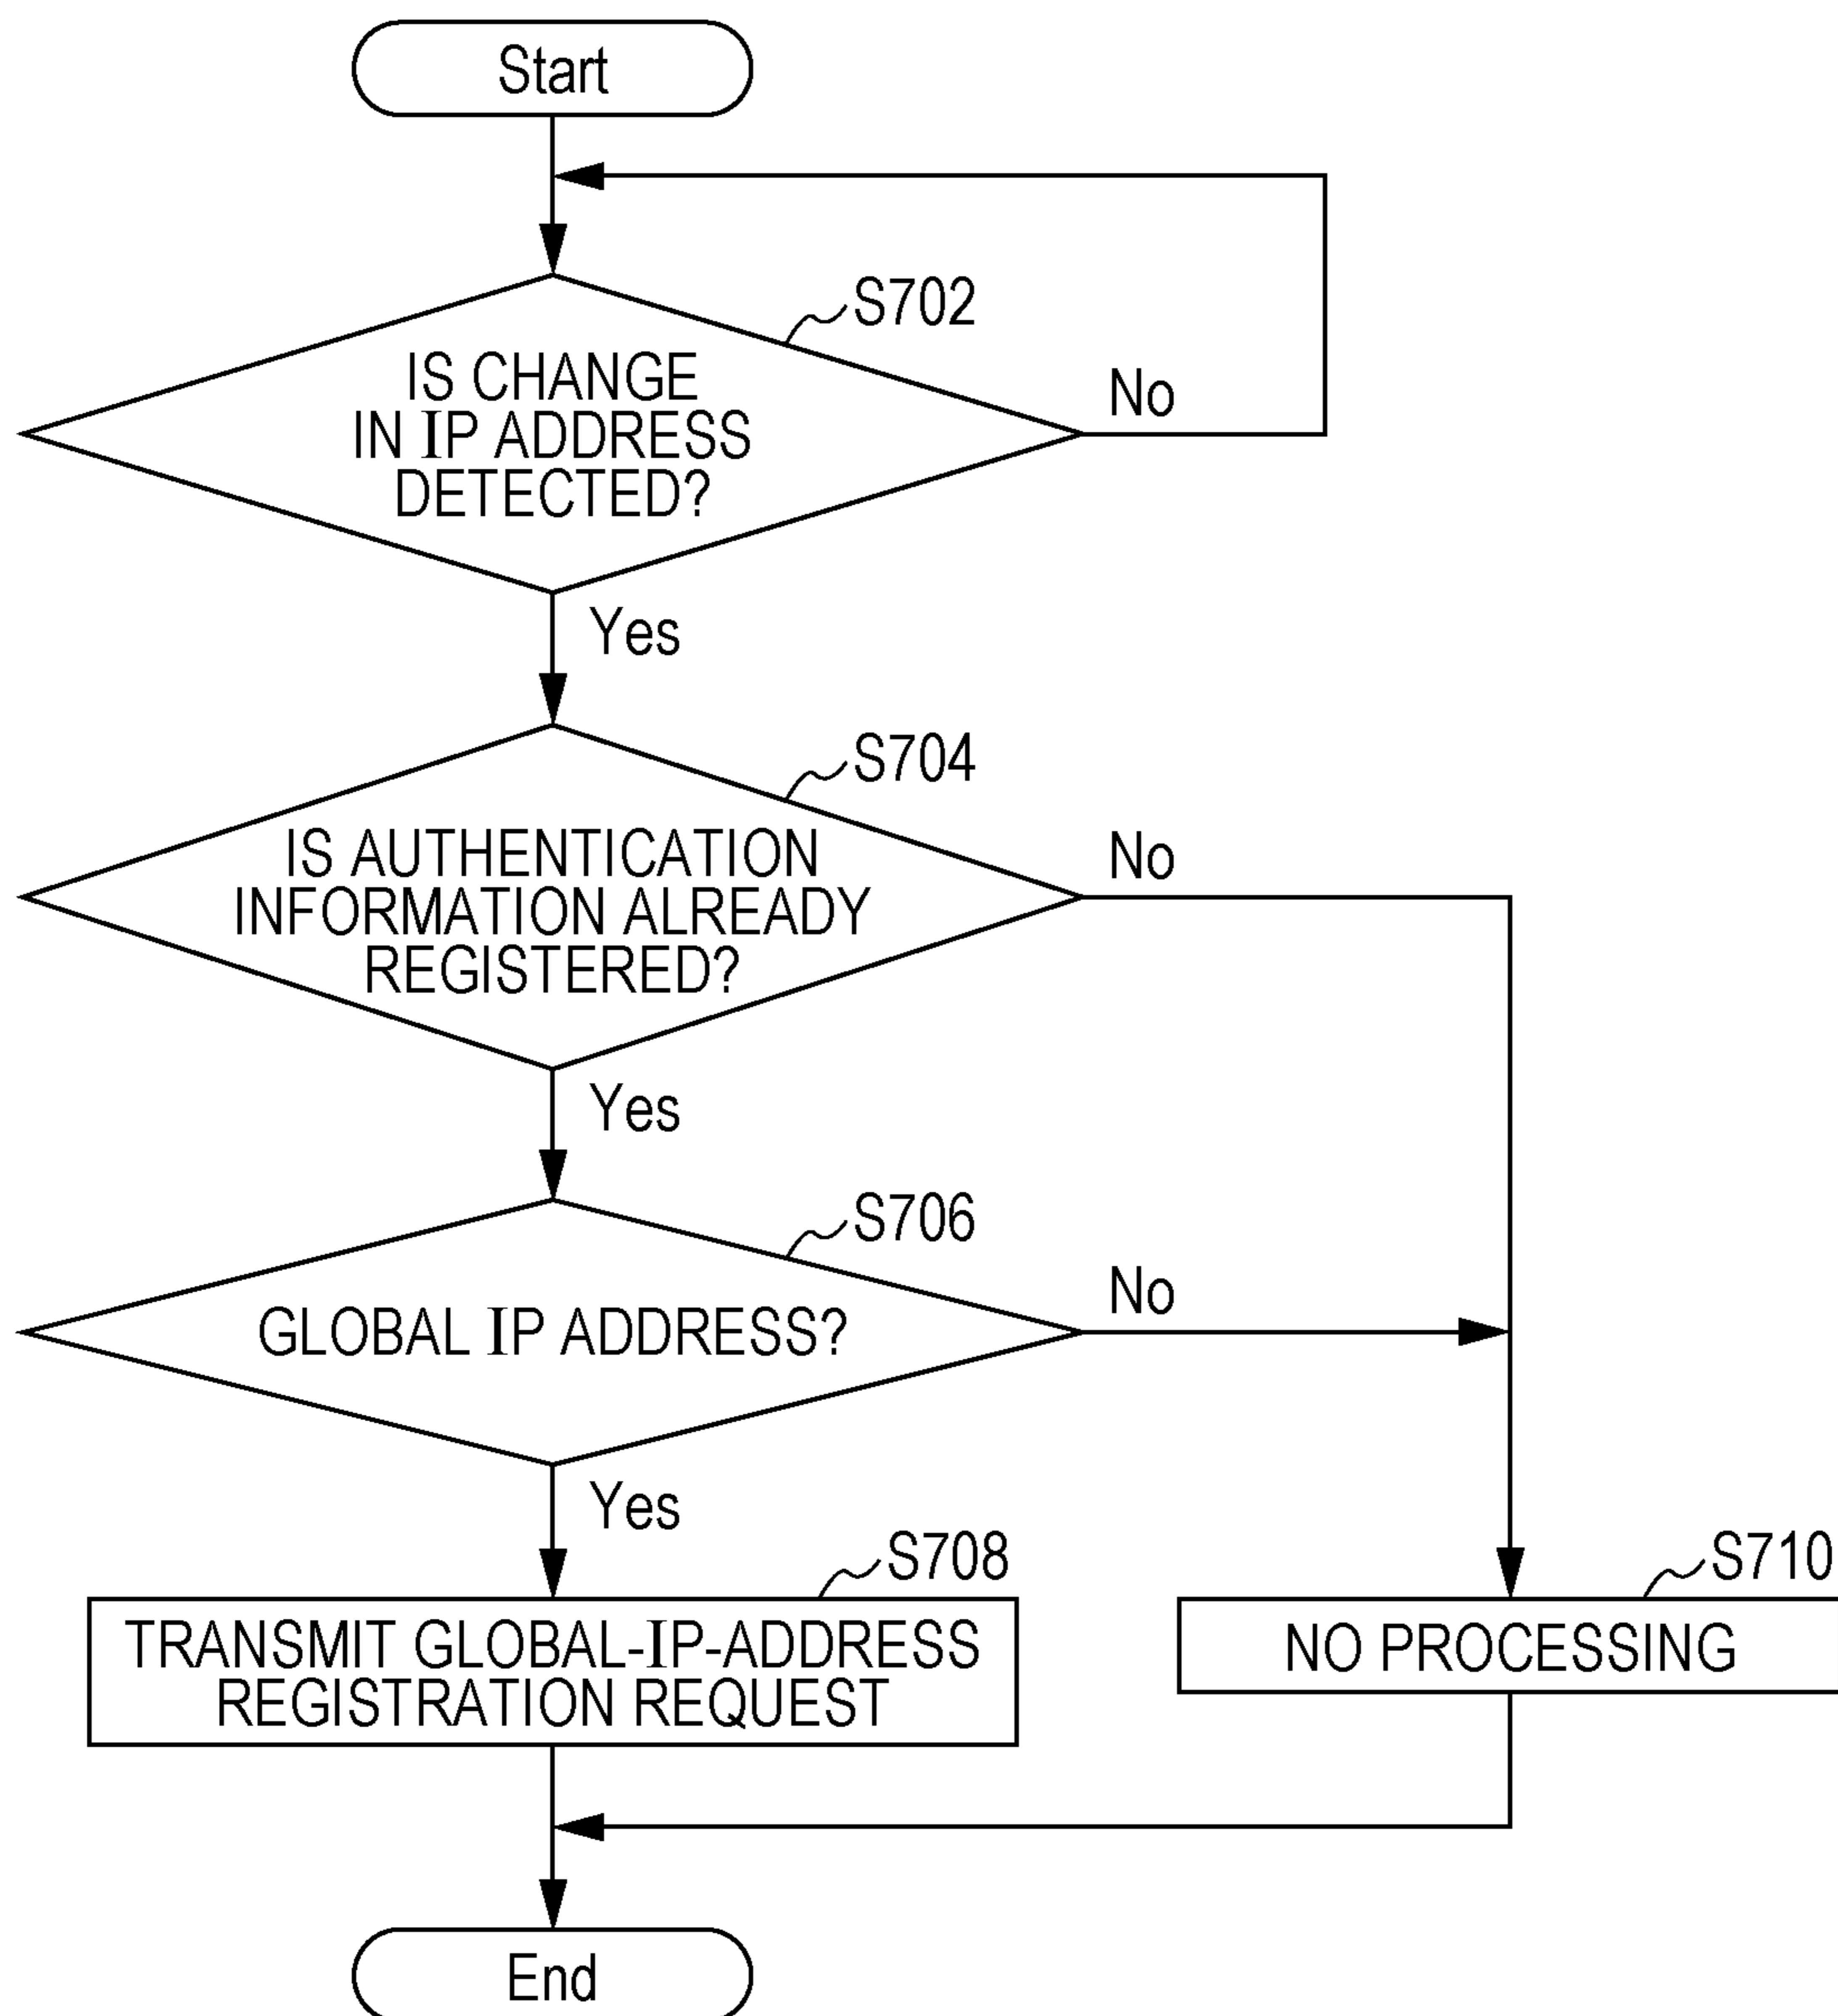 Start
S702
IS CHANGE
IN IP ADDRESS
DETECTED?
No
Yes
S704
IS AUTHENTICATION
INFORMATION ALREADY
REGISTERED?
No
Yes
S706
GLOBAL IP ADDRESS?
No
Yes
S708
TRANSMIT GLOBAL-IP-ADDRESS
REGISTRATION REQUEST
S710
NO PROCESSING
End